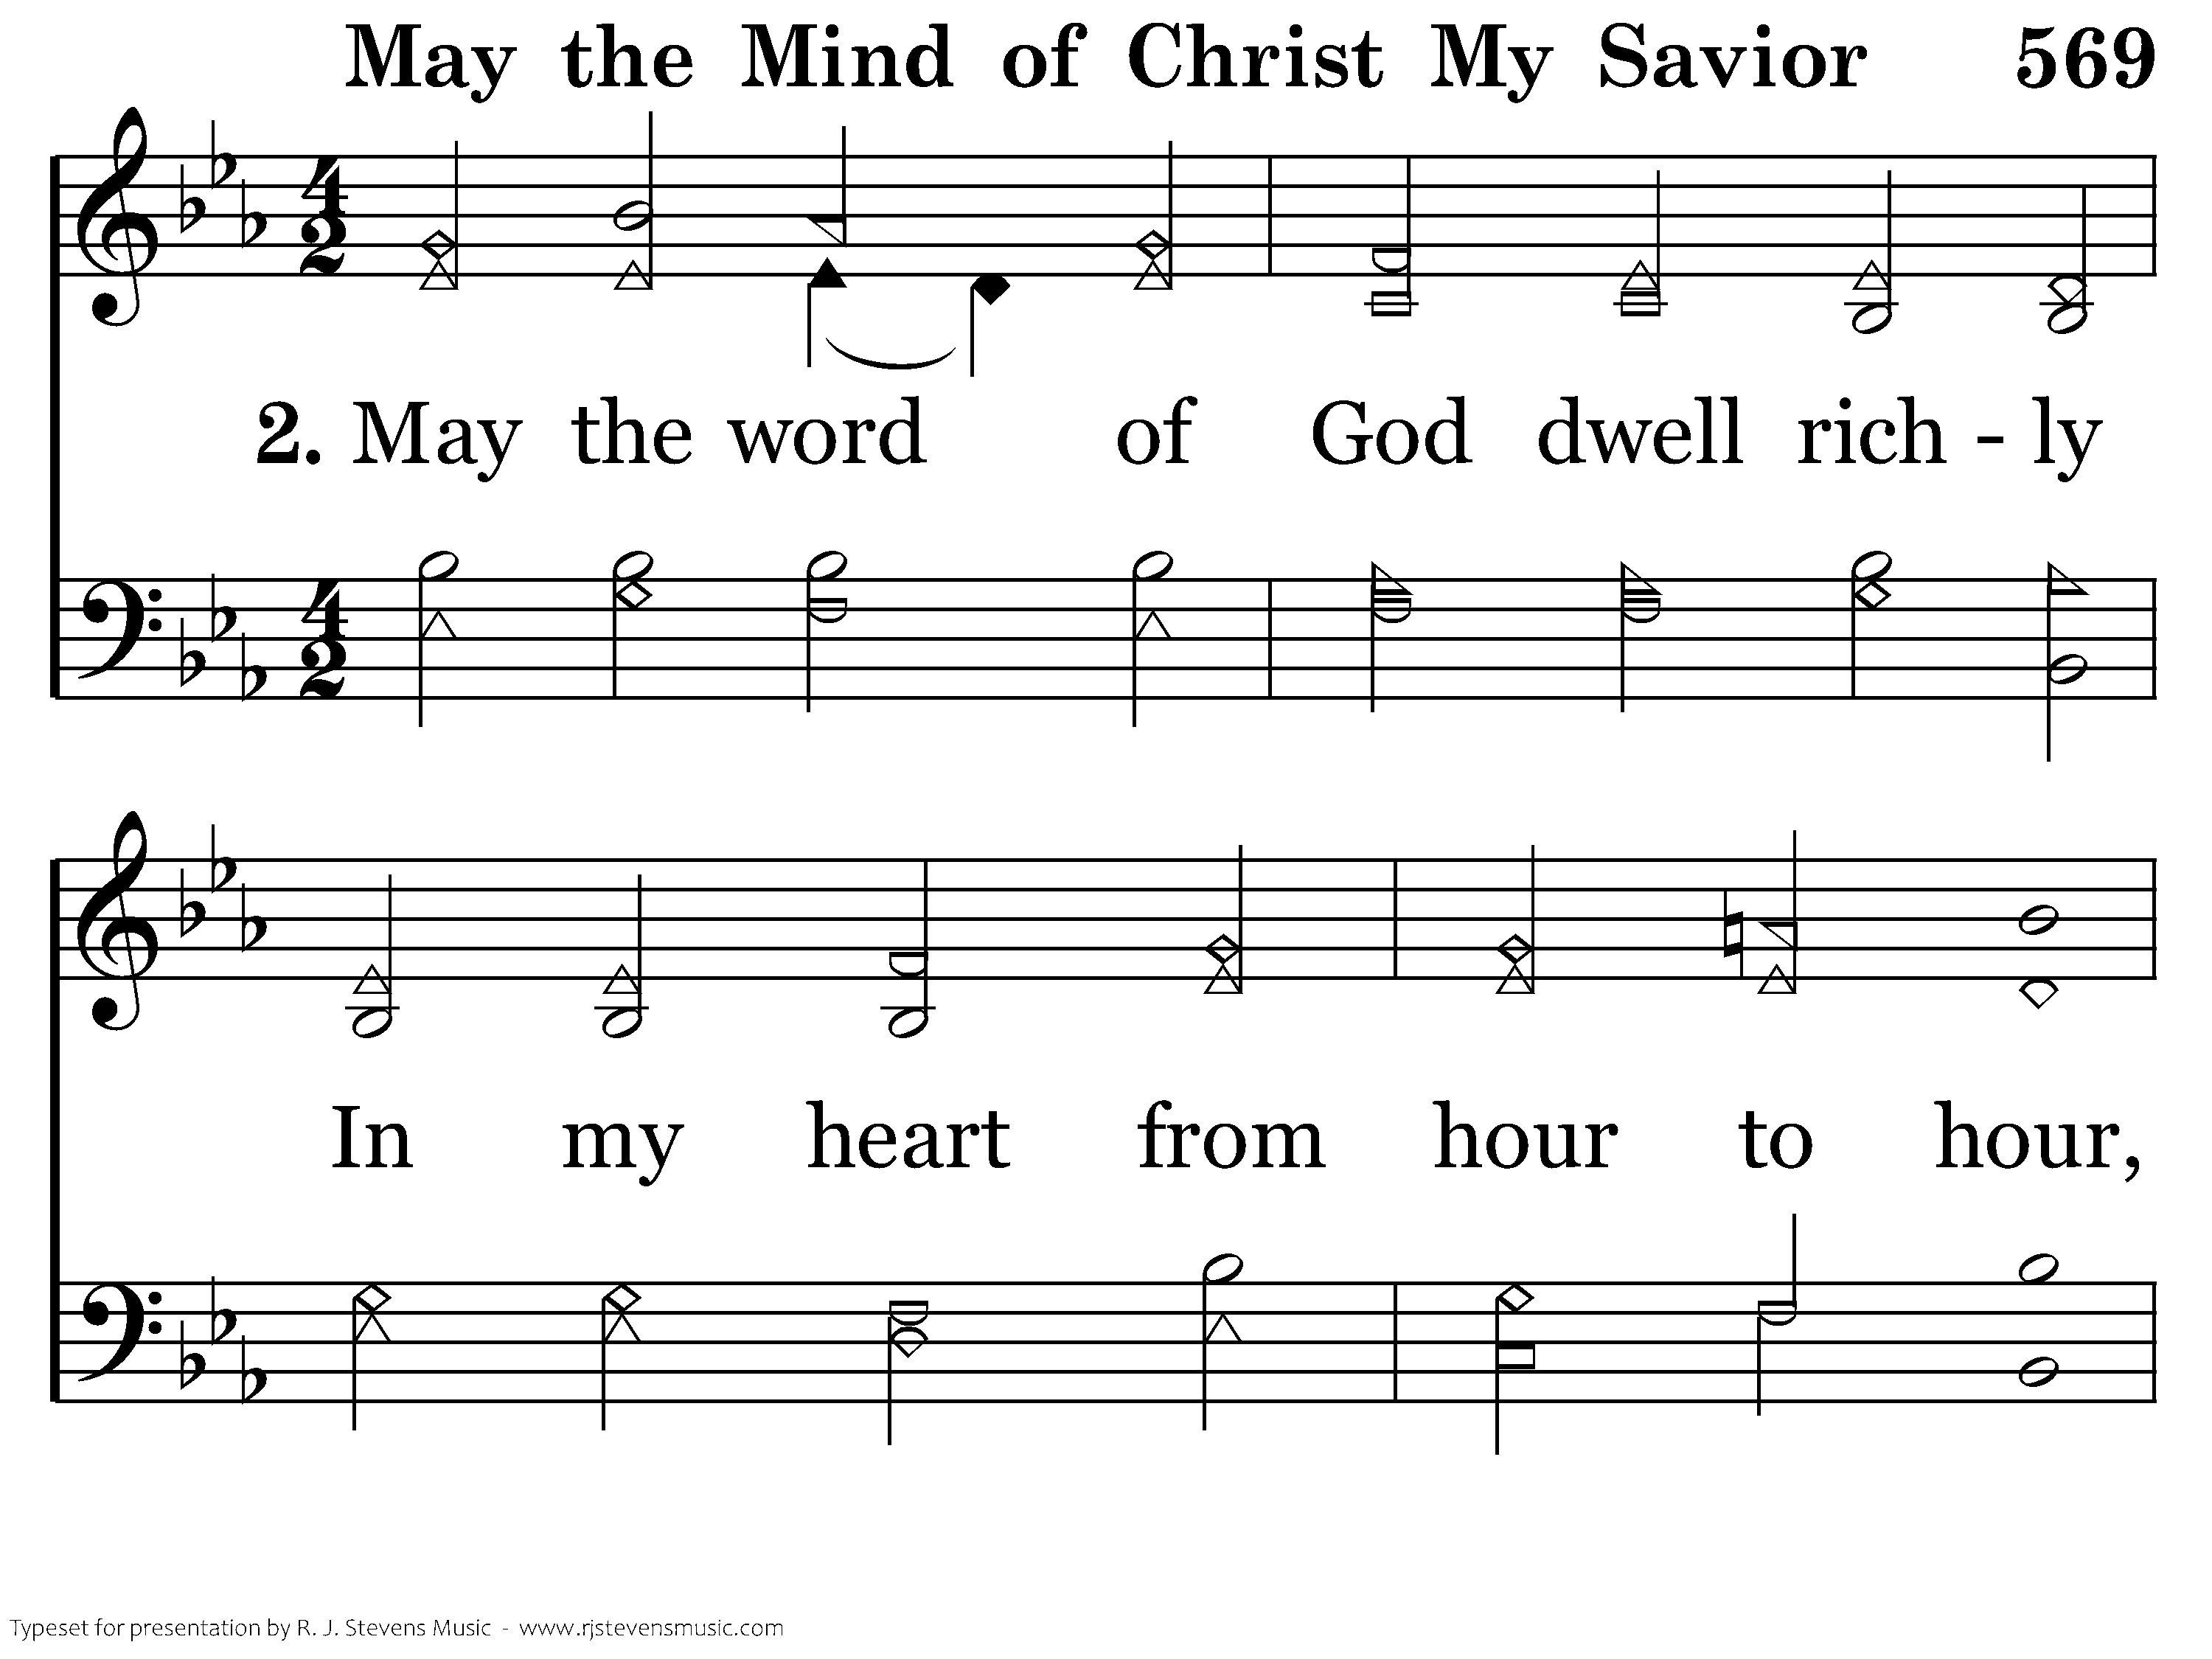 May the Mind of Christ My Savior 569
2. May the word of God dwell rich - ly
In my heart from hour to hour,
Typeset for presentation by R. J. Stevens Music - www.rjstevensmusic.com